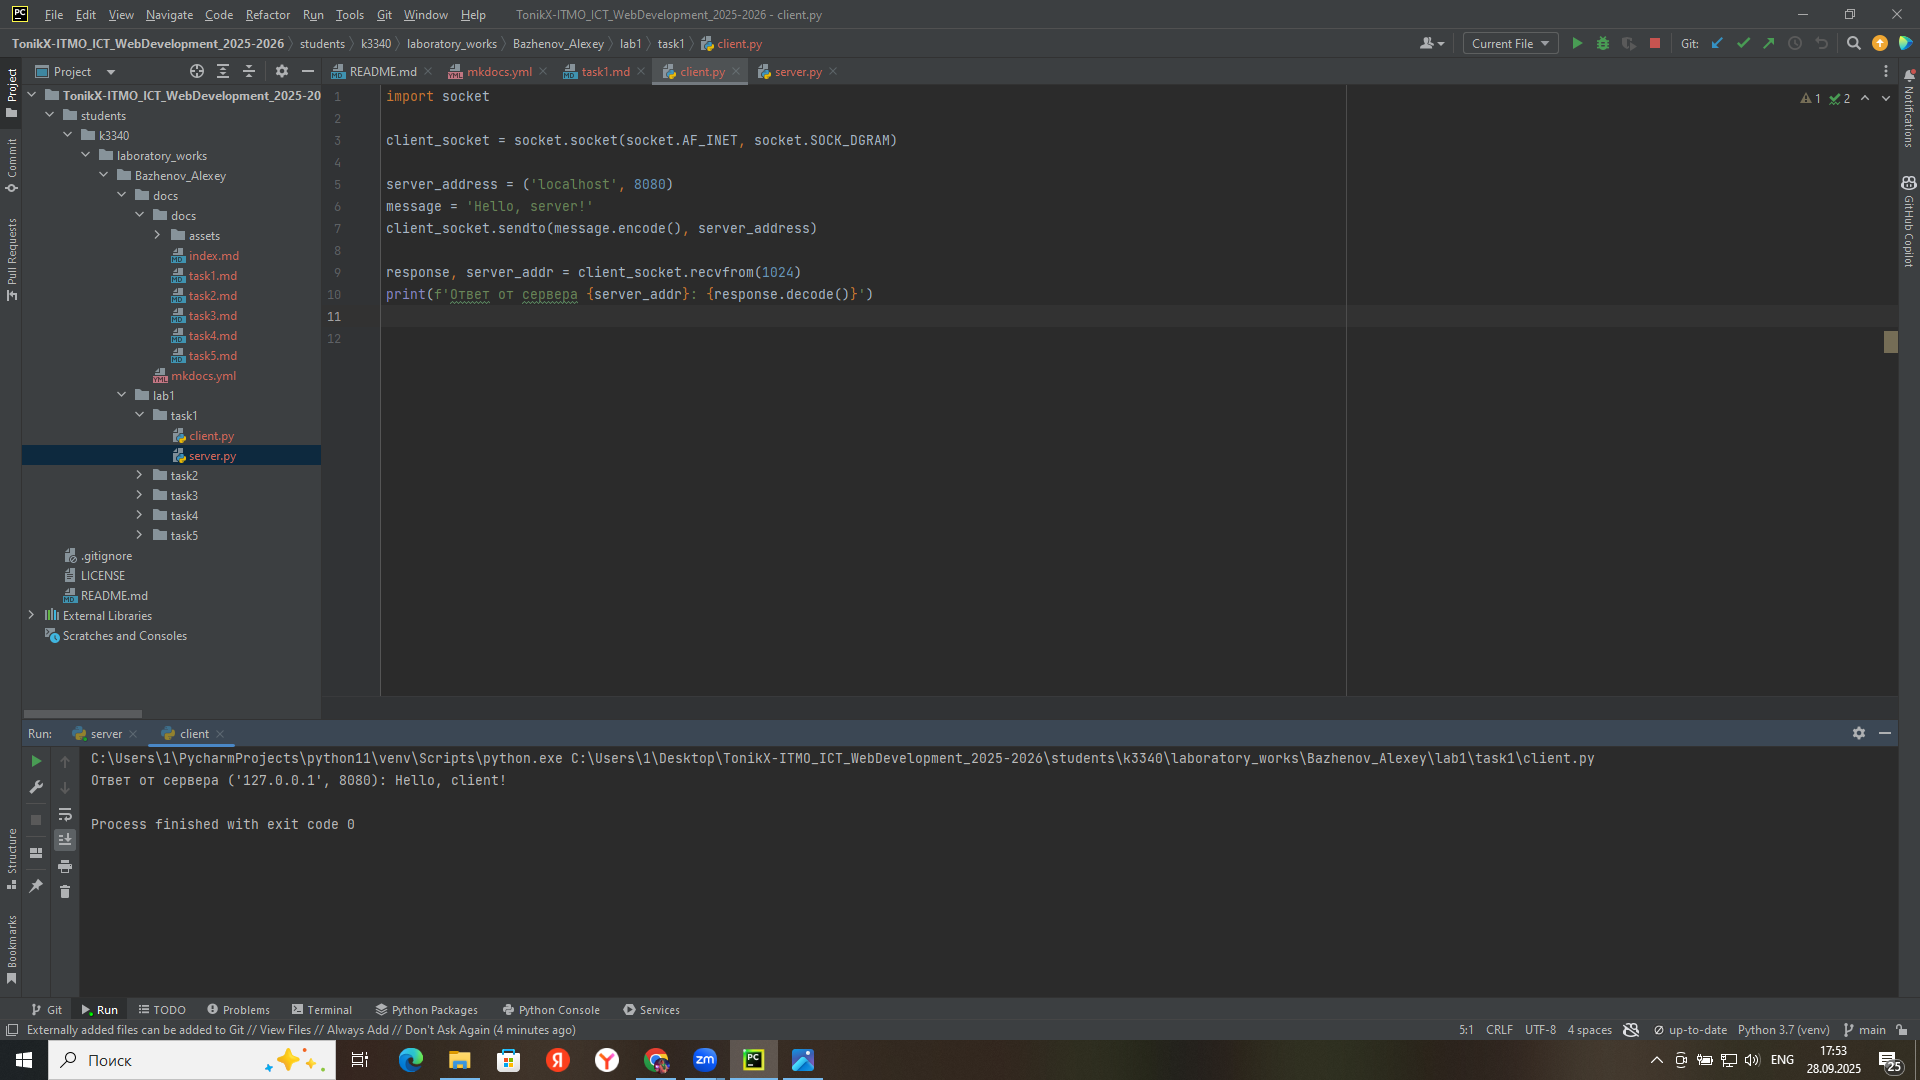 File Edit View Navigate Code Refactor Run Tools Git Window Help TonikX-ITMO_ICT_WebDevelopment_2025-2026 - client.py
TonikX-ITMO_ICT_WebDevelopment_2025-2026 students k3340 laboratory_works Bazhenov_Alexey lab1 task1 client.py Current File Git:
Project README.md mkdocs.yml task1.md client.py server.py
TonikX-ITMO_ICT_WebDevelopment_2025-20
students
k3340
laboratory_works
Bazhenov_Alexey
docs
docs
assets
index.md
task1.md
task2.md
task3.md
task4.md
task5.md
mkdocs.yml
lab1
task1
client.py
server.py
task2
task3
task4
task5
.gitignore
LICENSE
README.md
External Libraries
Scratches and Consoles
Project
Commit
Pull Requests
Structure
Bookmarks
1 import socket
2
3 client_socket = socket.socket(socket.AF_INET, socket.SOCK_DGRAM)
4
5 server_address = ('localhost', 8080)
6 message = 'Hello, server!'
7 client_socket.sendto(message.encode(), server_address)
8
9 response, server_addr = client_socket.recvfrom(1024)
10 print(f'Ответ от сервера {server_addr}: {response.decode()}')
11
12
1 2
Notifications
GitHub Copilot
Run: server client
C:\Users\1\PycharmProjects\python11\venv\Scripts\python.exe C:\Users\1\Desktop\TonikX-ITMO_ICT_WebDevelopment_2025-2026\students\k3340\laboratory_works\Bazhenov_Alexey\lab1\task1\client.py
Ответ от сервера ('127.0.0.1', 8080): Hello, client!
Process finished with exit code 0
Git Run TODO Problems Terminal Python Packages Python Console Services
Externally added files can be added to Git // View Files // Always Add // Don't Ask Again (4 minutes ago) 5:1 CRLF UTF-8 4 spaces up-to-date Python 3.7 (venv) main
Поиск
ENG
17:53
28.09.2025
25